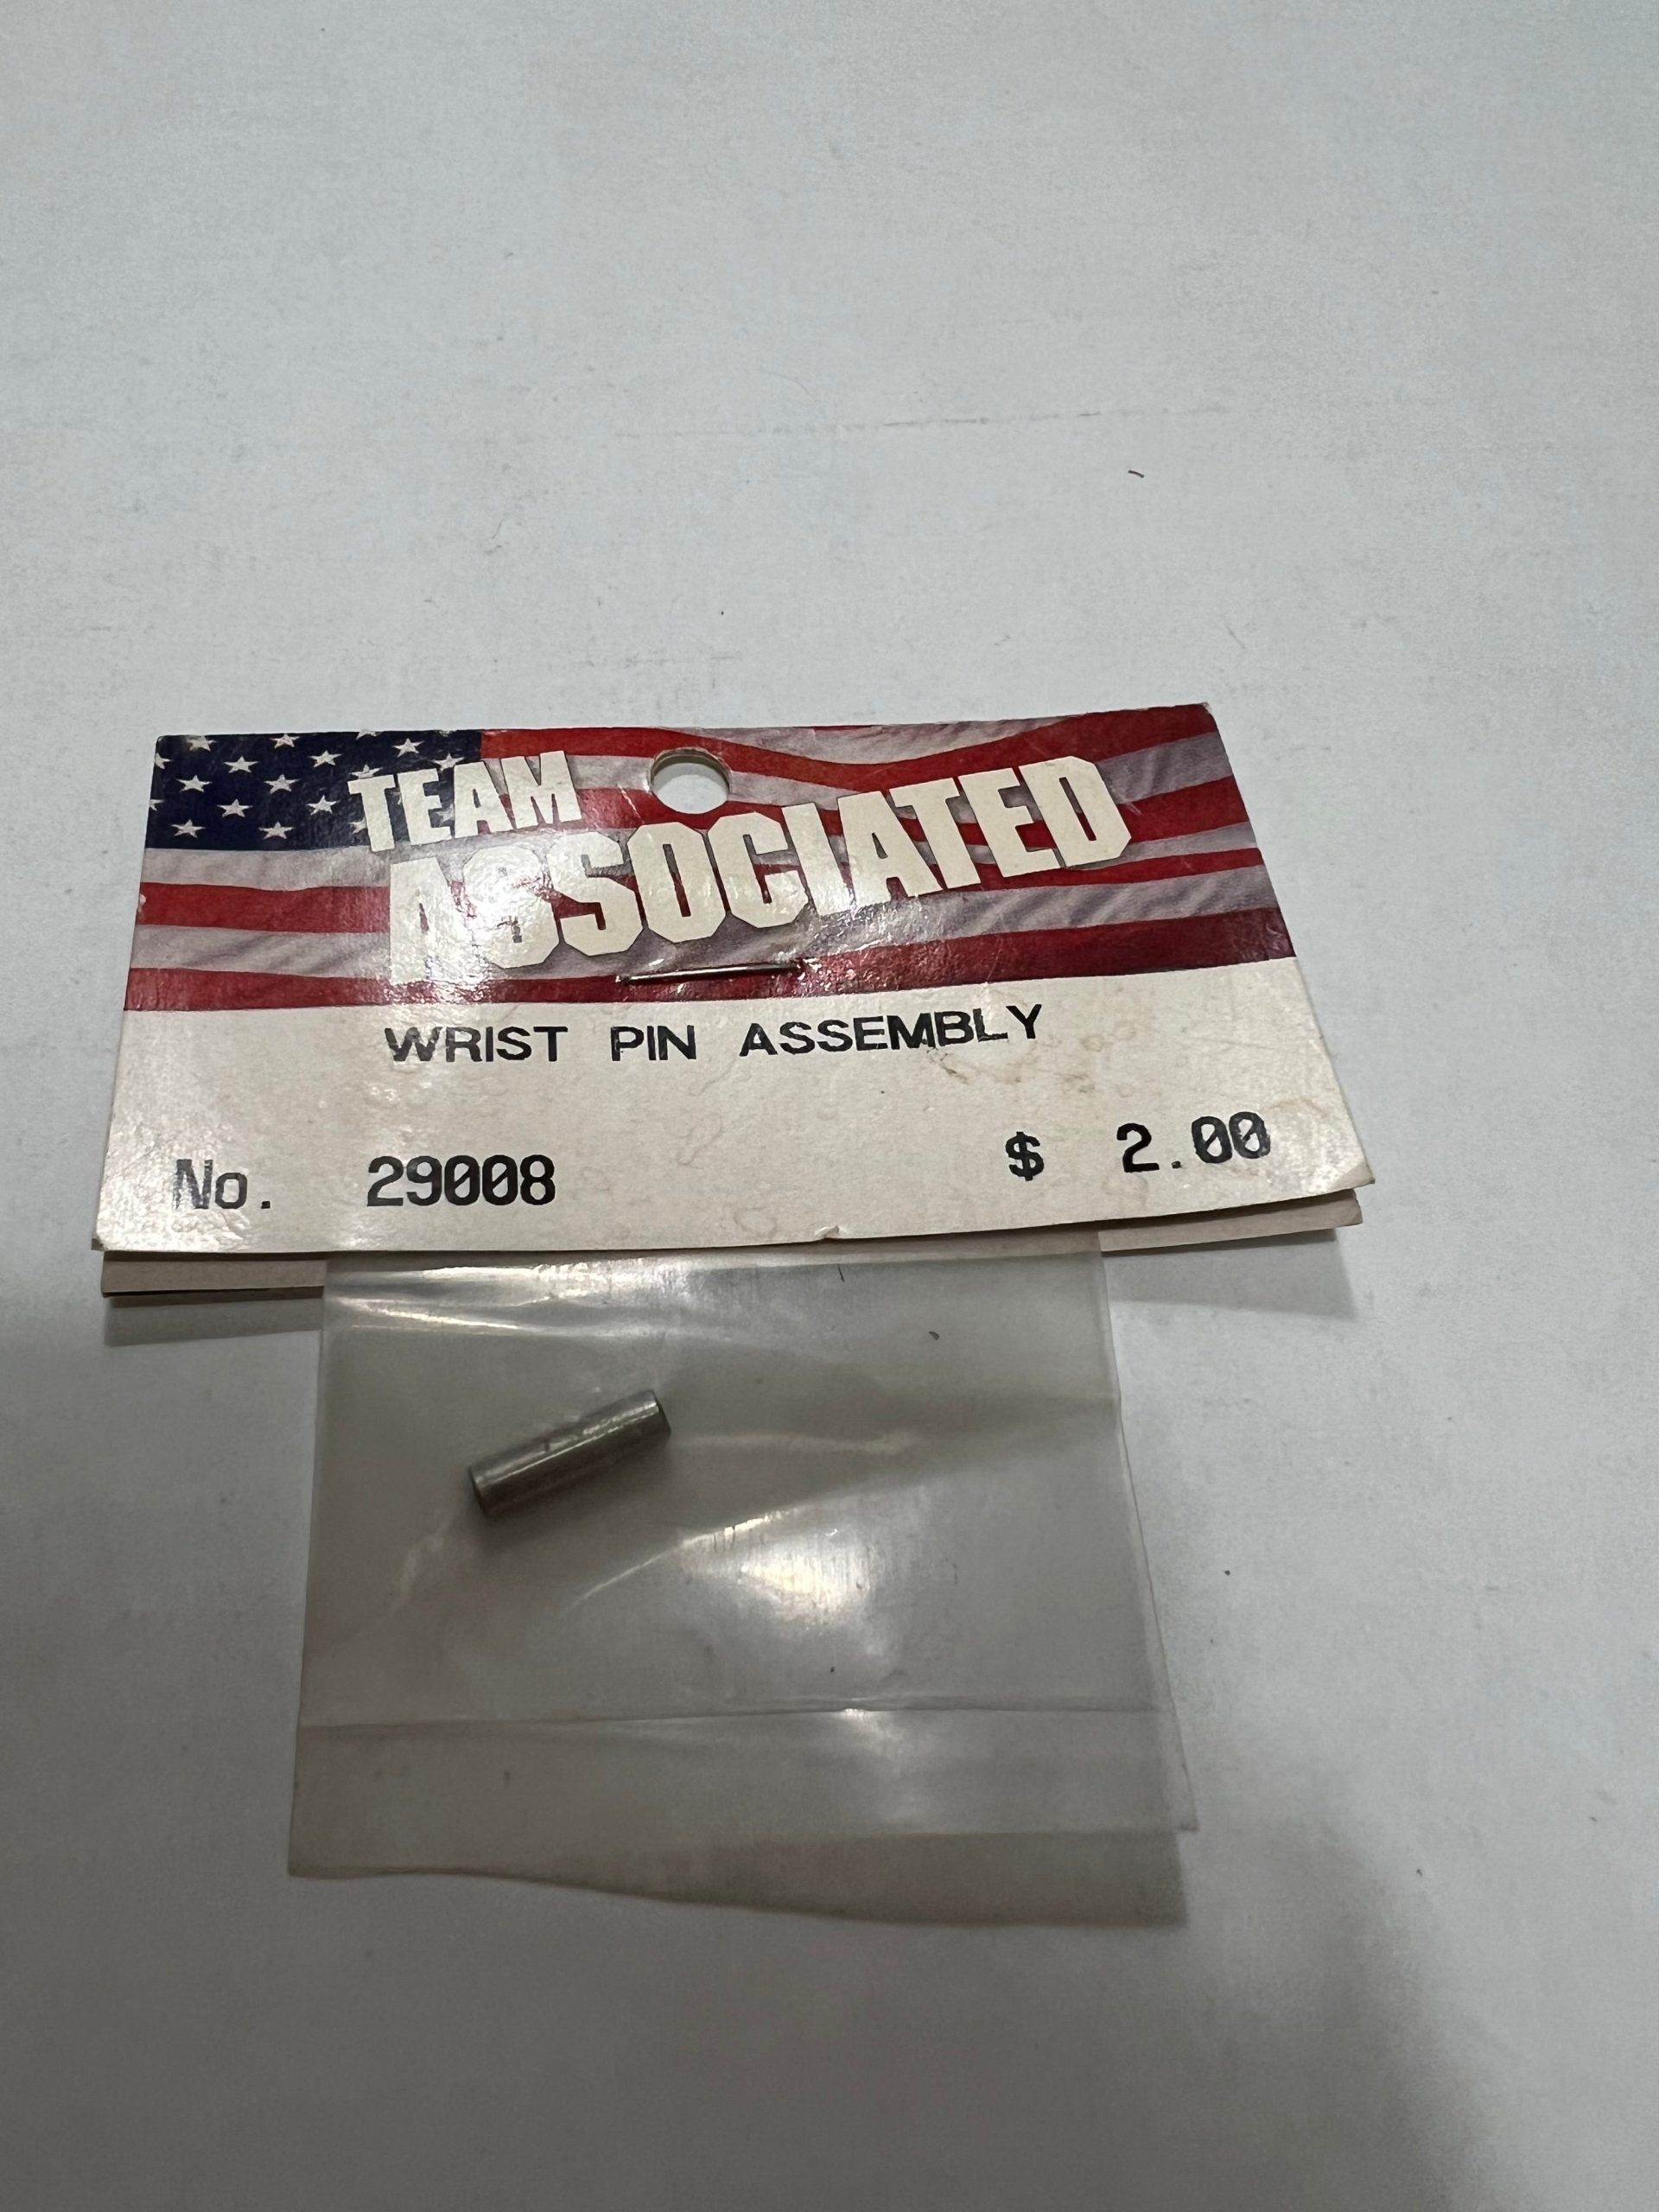 TEAM
ASSOCIATED
WRIST PIN ASSEMBLY
No. 29008 $ 2.00